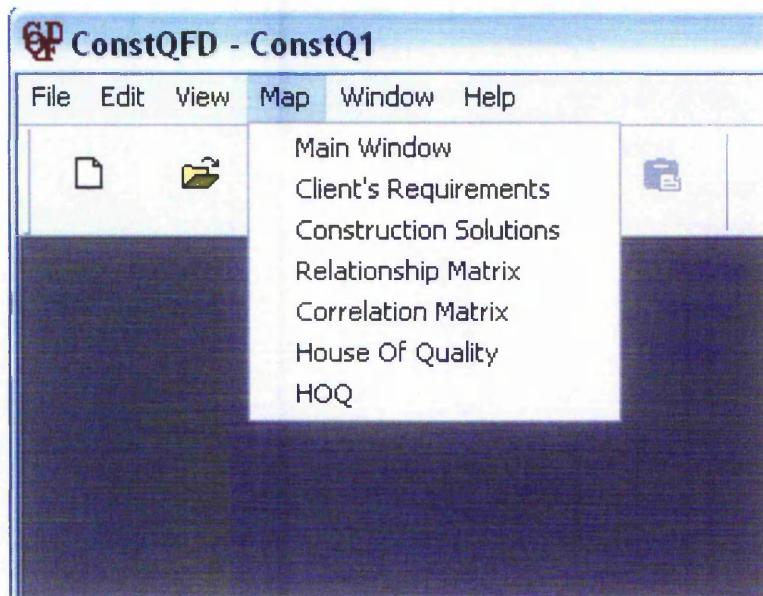 ConstQFD - ConstQ1
File Edit View Map Window Help
Main Window
Client's Requirements
Construction Solutions
Relationship Matrix
Correlation Matrix
House Of Quality
HOQ